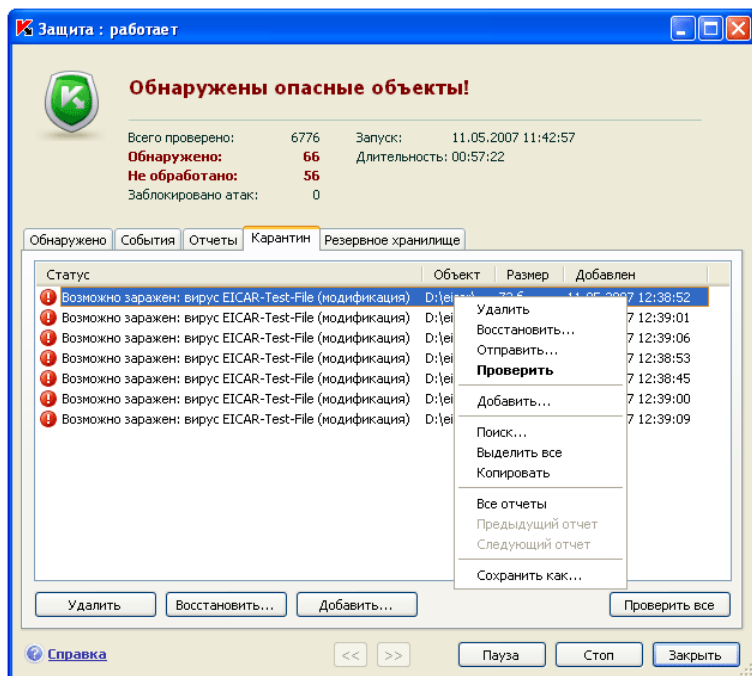 Защита : работает
Обнаружены опасные объекты!
Всего проверено: 6776 Запуск: 11.05.2007 11:42:57
Обнаружено: 66 Длительность: 00:57:22
Не обработано: 56
Заблокировано атак: 0
Обнаружено События Отчеты Карантин Резервное хранилище
Статус Объект Размер Добавлен
Возможно заражен: вирус EICAR-Test-File (модификация) D:\eicar\ 72 б 11.05.2007 12:38:52
Возможно заражен: вирус EICAR-Test-File (модификация) D:\ei 7 12:39:01
Возможно заражен: вирус EICAR-Test-File (модификация) D:\ei 7 12:39:06
Возможно заражен: вирус EICAR-Test-File (модификация) D:\ei 7 12:38:53
Возможно заражен: вирус EICAR-Test-File (модификация) D:\ei 7 12:38:45
Возможно заражен: вирус EICAR-Test-File (модификация) D:\ei 7 12:39:00
Возможно заражен: вирус EICAR-Test-File (модификация) D:\ei 7 12:39:09
Удалить
Восстановить...
Отправить...
Проверить
Добавить...
Поиск...
Выделить все
Копировать
Все отчеты
Предыдущий отчет
Следующий отчет
Сохранить как...
Удалить Восстановить... Добавить... Проверить все
Справка << >> Пауза Стоп Закрыть